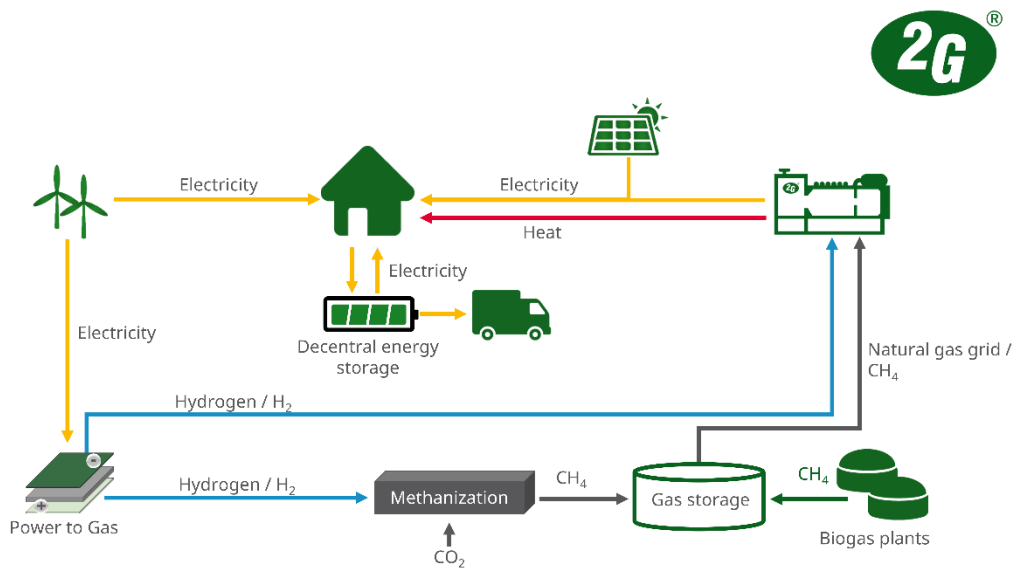 2G®
Electricity
Electricity
2G
Heat
Electricity
Electricity
Decentral energy
storage
Natural gas grid /
CH₄
Hydrogen / H₂
Hydrogen / H₂
Methanization
CH₄
Gas storage
CH₄
Power to Gas
CO₂
Biogas plants